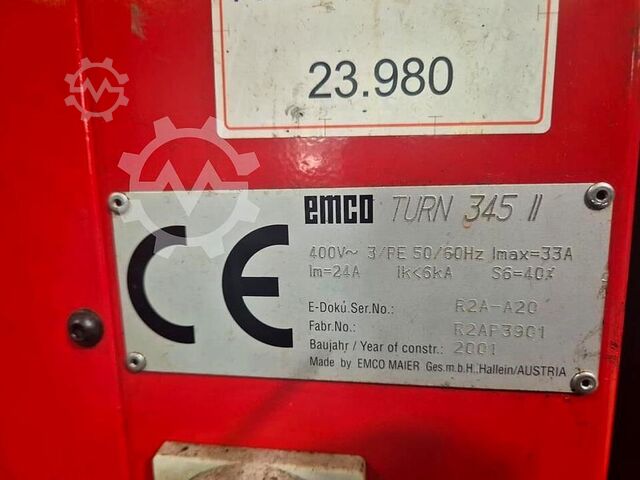 23.980
emco TURN 345 II
CE
400V~ 3/PE 50/60Hz Imax=33A
Im=24A Ik<6kA S6=40%
E-Dokú.Ser.No.: R2A-A20
Fabr.No.: R2AP3901
Baujahr / Year of constr.: 2001
Made by EMCO MAIER Ges.m.b.H. Hallein/AUSTRIA